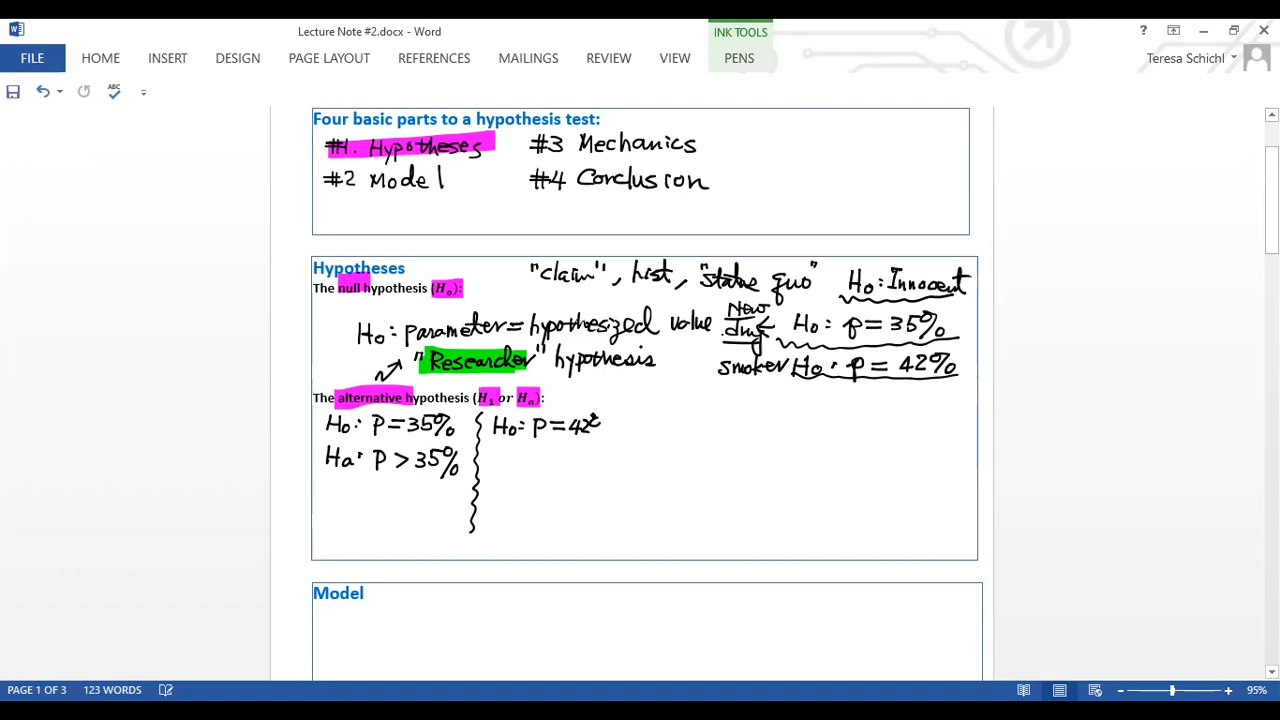 Lecture Note #2.docx - Word
INK TOOLS
FILE HOME INSERT DESIGN PAGE LAYOUT REFERENCES MAILINGS REVIEW VIEW PENS
Teresa Schichl
Four basic parts to a hypothesis test:
#1. Hypotheses #3 Mechanics
#2 Model #4 Conclusion
Hypotheses
"claim", hist, "status quo" Ho: Innocent
The null hypothesis (H₀):
Ho: parameter = hypothesized value
New drug Ho: p = 35%
"Researcher" hypothesis
smoker Ho: p = 42%
The alternative hypothesis (H₁ or Hₐ):
Ho: P = 35% Ho: P = 42
Ha: P > 35%
Model
PAGE 1 OF 3 123 WORDS 95%